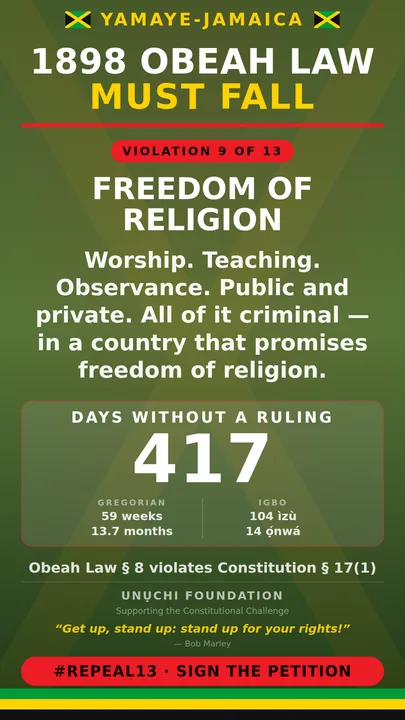 YAMAYE-JAMAICA
1898 OBEAH LAW
MUST FALL
VIOLATION 9 OF 13
FREEDOM OF
RELIGION
Worship. Teaching.
Observance. Public and
private. All of it criminal —
in a country that promises
freedom of religion.
DAYS WITHOUT A RULING
417
GREGORIAN
59 weeks
13.7 months
IGBO
104 ìzù
14 ọ́nwá
Obeah Law § 8 violates Constitution § 17(1)
UNỤCHI FOUNDATION
Supporting the Constitutional Challenge
“Get up, stand up: stand up for your rights!”
— Bob Marley
#REPEAL13 · SIGN THE PETITION